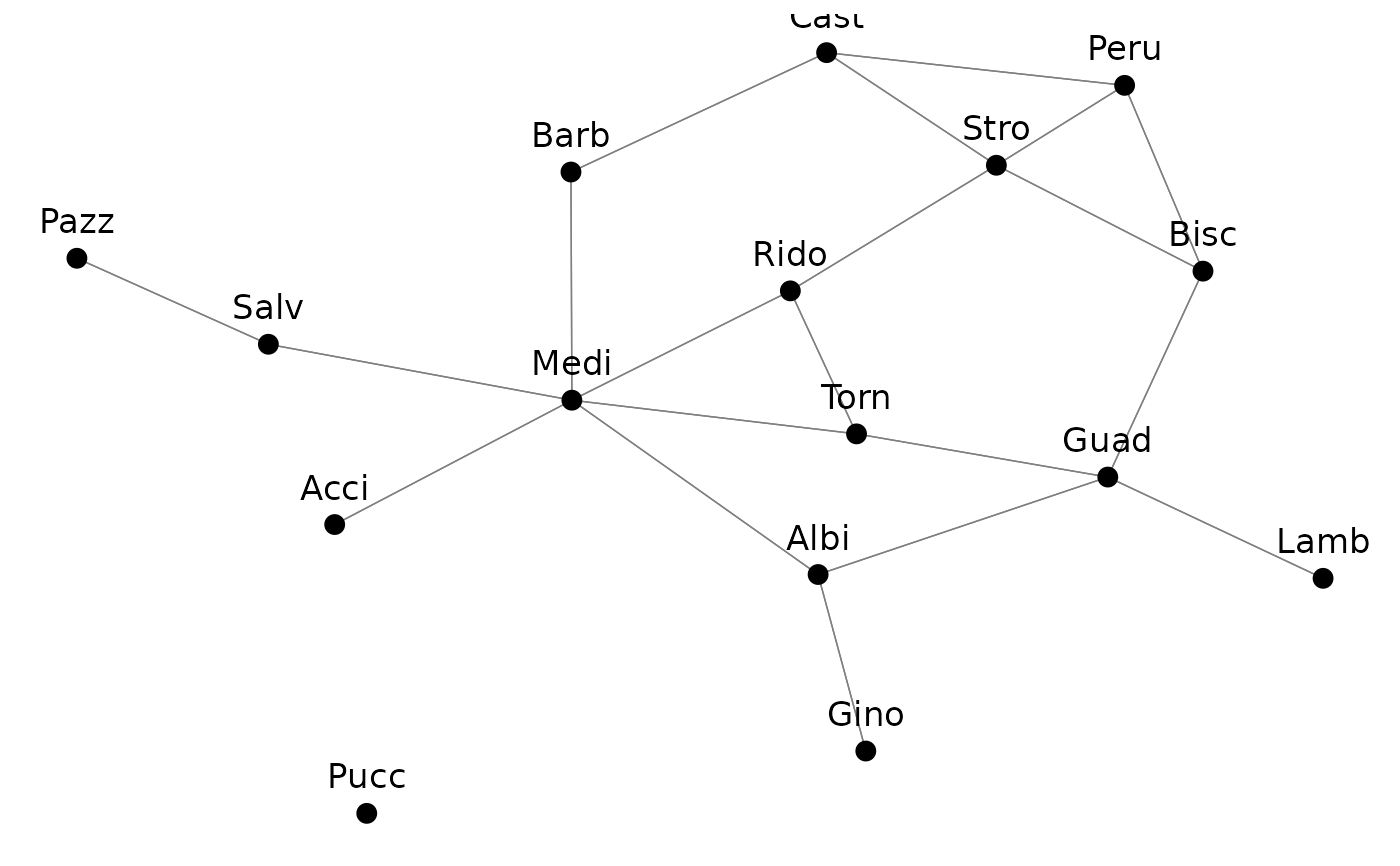 Cast
Peru
Stro
Barb
Pazz
Bisc
Rido
Salv
Medi
Torn
Guad
Acci
Albi
Lamb
Gino
Pucc